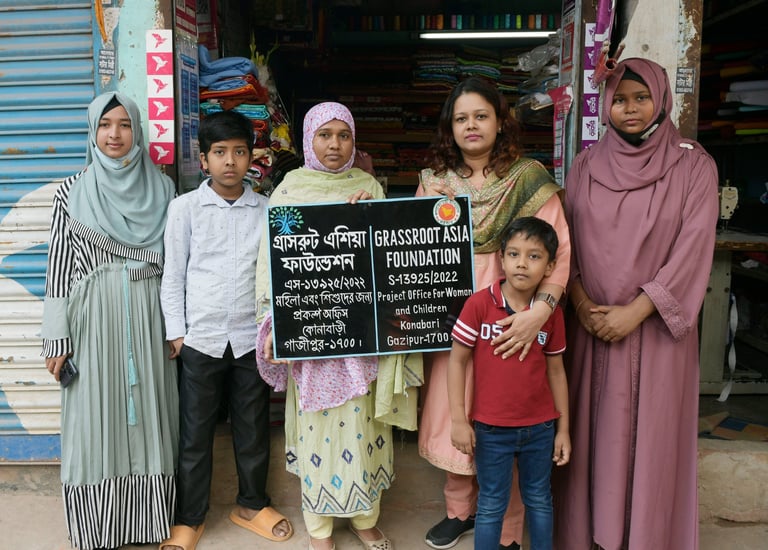 গ্রাসরুট এশিয়া
ফাউন্ডেশন
এস-১৩৯২৫/২০২২
মহিলা এবং শিশুদের জন্য
প্রকল্প অফিস
কোনাবাড়ী
গাজীপুর-১৭০০।
GRASSROOT ASIA
FOUNDATION
S-13925/2022
Project Office For Woman
and Children
Konabari
Gazipur-1700